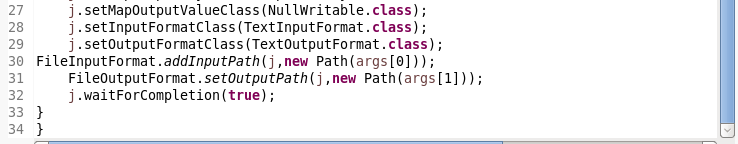 27 j.setMapOutputValueClass(NullWritable.class);
28 j.setInputFormatClass(TextInputFormat.class);
29 j.setOutputFormatClass(TextOutputFormat.class);
30 FileInputFormat.addInputPath(j,new Path(args[0]));
31 FileOutputFormat.setOutputPath(j,new Path(args[1]));
32 j.waitForCompletion(true);
33 }
34 }